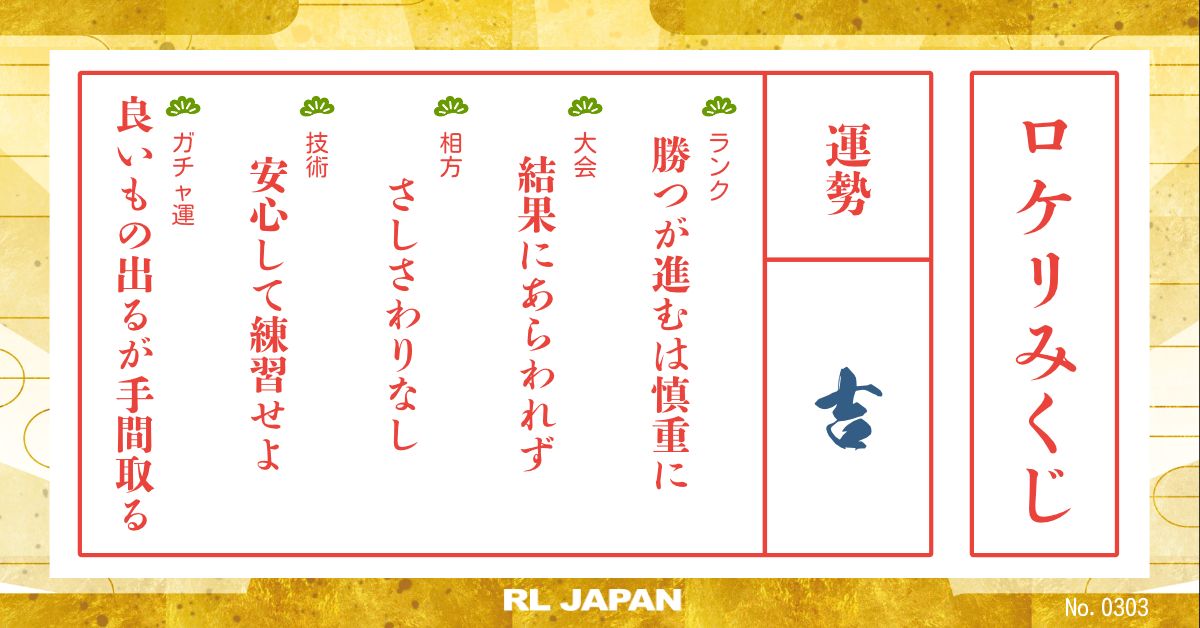 ロケリみくじ
運勢
吉
ランク
勝つが進むは慎重に
大会
結果にあらわれず
相方
さしさわりなし
技術
安心して練習せよ
ガチャ運
良いもの出るが手間取る
RL JAPAN
No. 0303